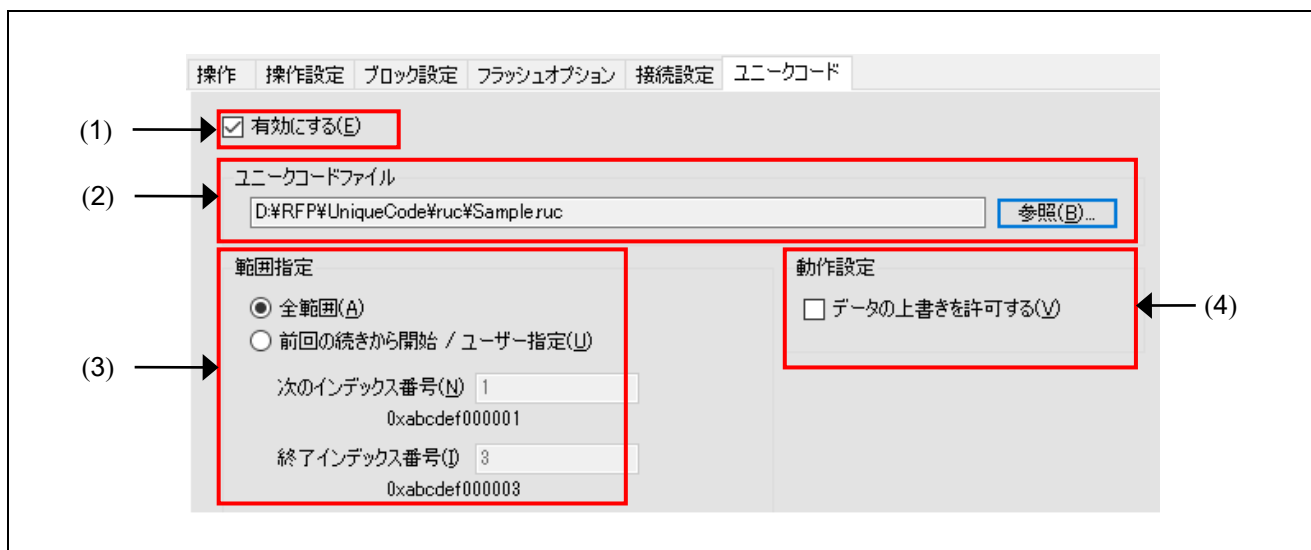 操作 操作設定 ブロック設定 フラッシュオプション 接続設定 ユニークコード
(1) 有効にする(E)
(2) ユニークコードファイル
D:¥RFP¥UniqueCode¥ruc¥Sample.ruc 参照(B)...
(3) 範囲指定
全範囲(A)
前回の続きから開始 / ユーザー指定(U)
次のインデックス番号(N) 1
0xabcdef000001
終了インデックス番号(I) 3
0xabcdef000003
動作設定
データの上書きを許可する(V) (4)